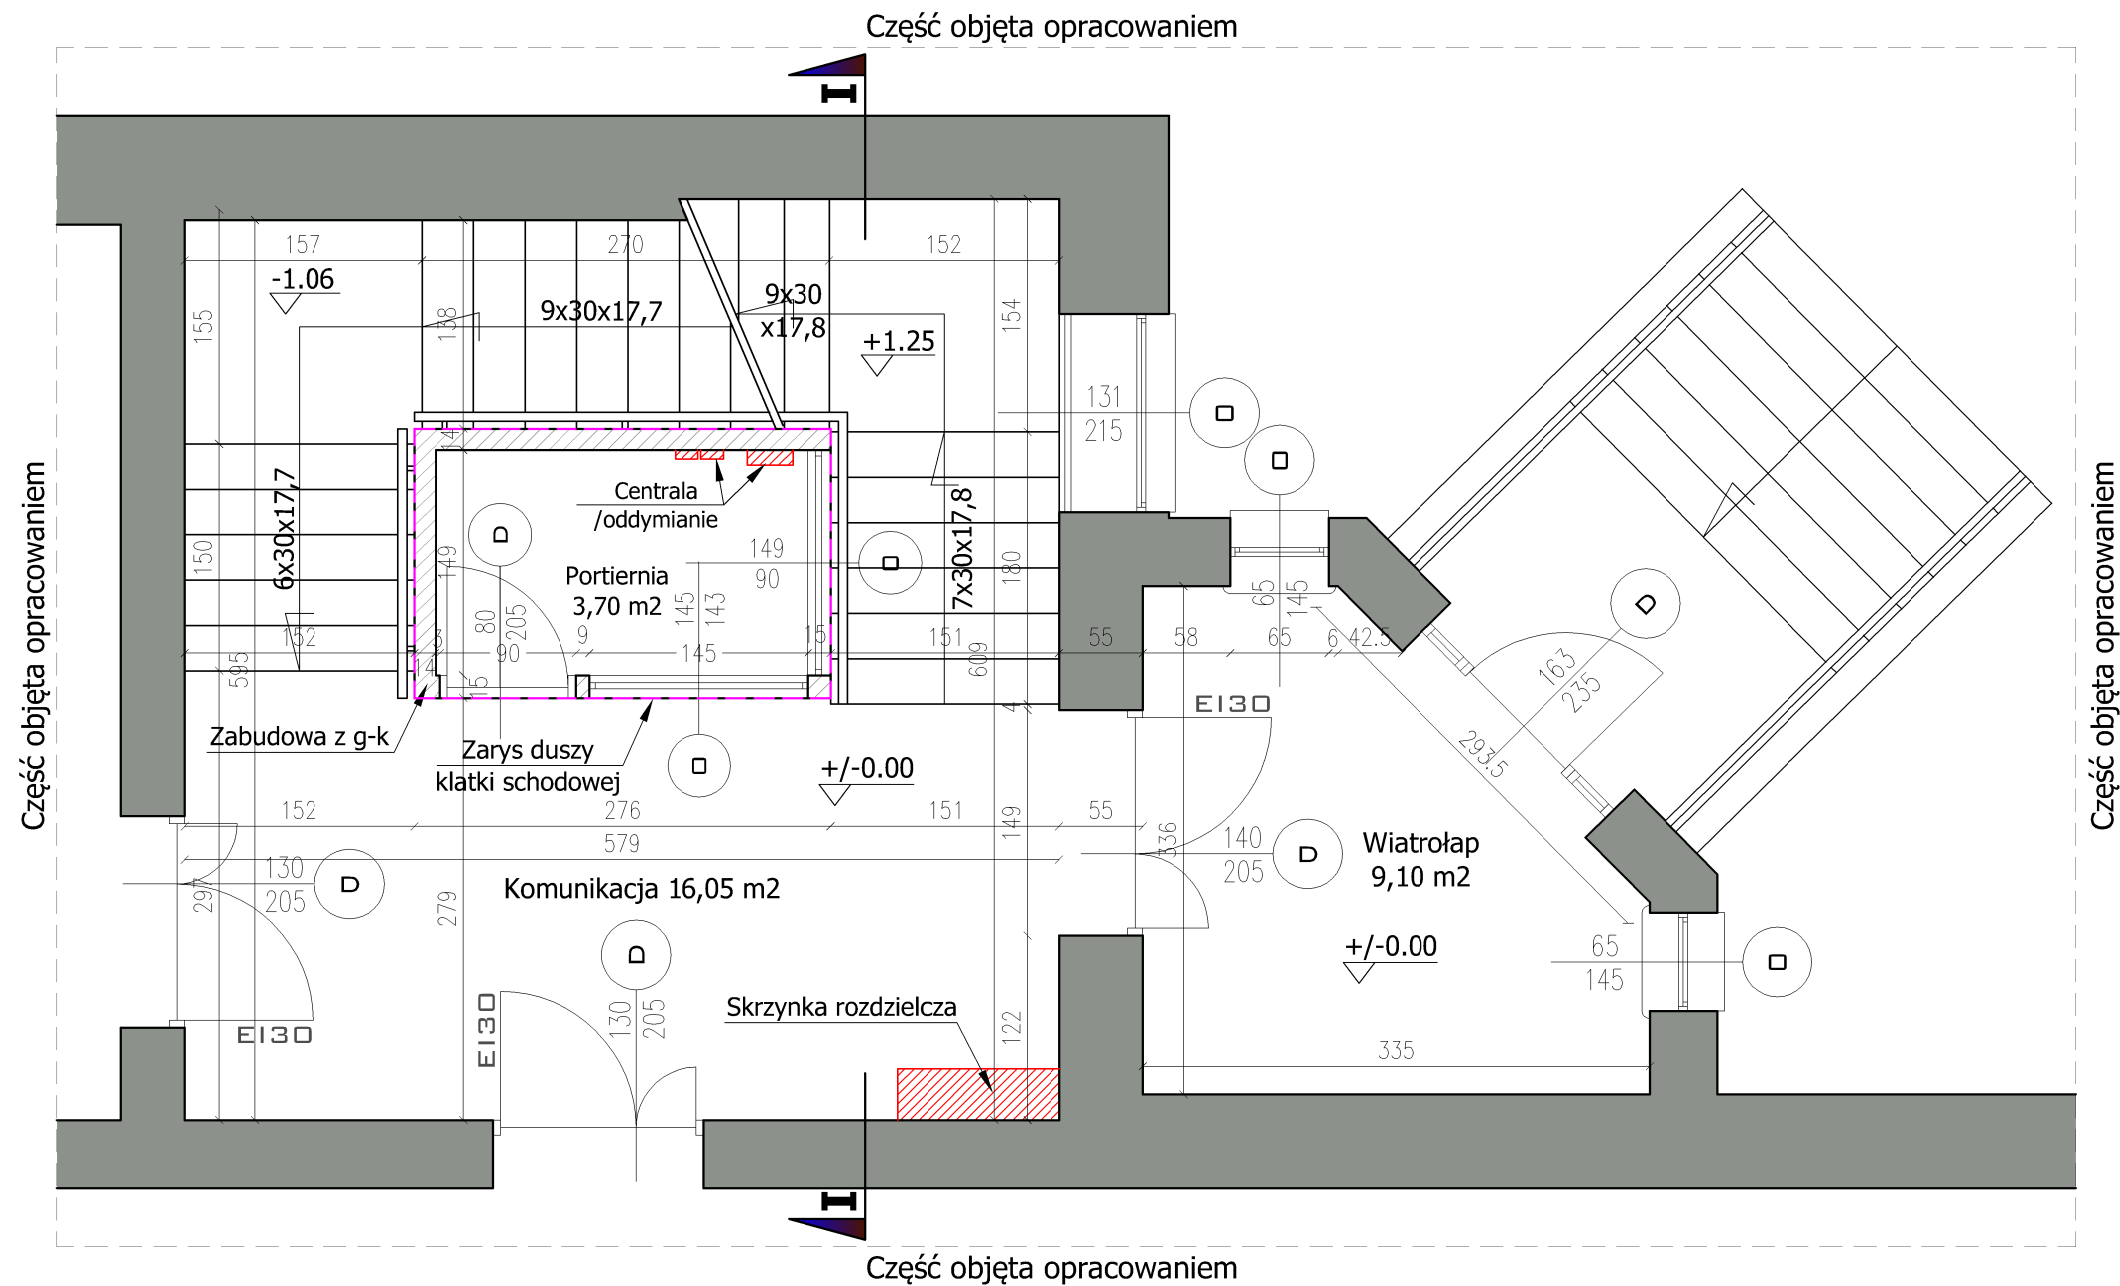 Część objęta opracowaniem
I
157
270
152
-1.06
155
138
9x30x17,7
9x30
x17,8
154
+1.25
131
215
O
O
14
Centrala
/oddymianie
6x30x17,7
150
149
D
Portiernia
3,70 m2
149
90
O
7x30x17,8
180
80
205
145
143
65
145
D
152
3
90
9
145
15
151
55
58
65
6
42.5
14
15
595
609
4
163
235
EI30
293.5
Zabudowa z g-k
Zarys duszy
klatki schodowej
O
+/-0.00
152
276
151
55
579
149
336
140
205
D
Wiatrołap
9,10 m2
130
205
D
297
Komunikacja 16,05 m2
279
D
+/-0.00
65
145
O
EI30
EI30
130
205
Skrzynka rozdzielcza
122
335
I
Część objęta opracowaniem
Część objęta opracowaniem
Część objęta opracowaniem